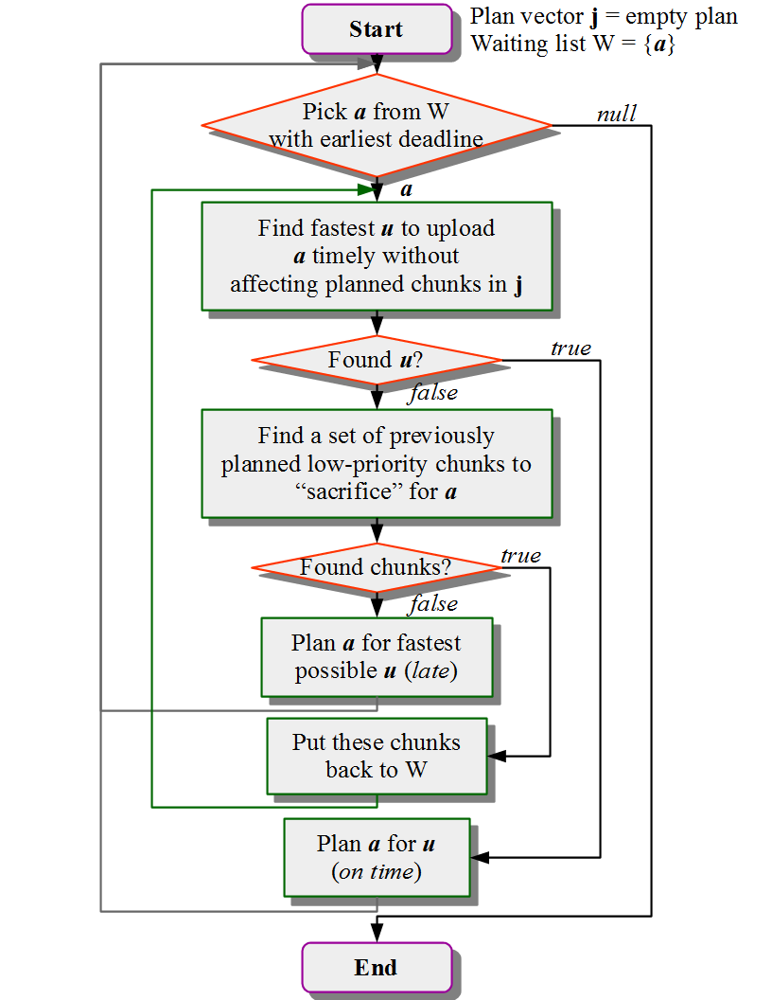 Start
Plan vector j = empty plan
Waiting list W = {a}
Pick a from W
with earliest deadline
null
a
Find fastest u to upload
a timely without
affecting planned chunks in j
Found u?
true
false
Find a set of previously
planned low-priority chunks to
“sacrifice” for a
Found chunks?
true
false
Plan a for fastest
possible u (late)
Put these chunks
back to W
Plan a for u
(on time)
End